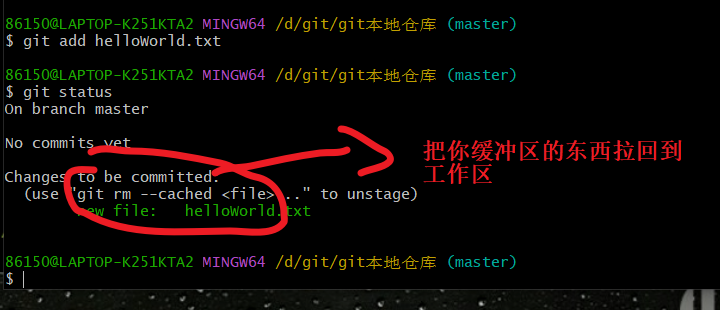 86150@LAPTOP-K251KTA2 MINGW64 /d/git/git本地仓库 (master)
$ git add helloWorld.txt
86150@LAPTOP-K251KTA2 MINGW64 /d/git/git本地仓库 (master)
$ git status
On branch master
No commits yet
Changes to be committed:
(use "git rm --cached <file>..." to unstage)
new file: helloWorld.txt
把你缓冲区的东西拉回到
工作区
86150@LAPTOP-K251KTA2 MINGW64 /d/git/git本地仓库 (master)
$